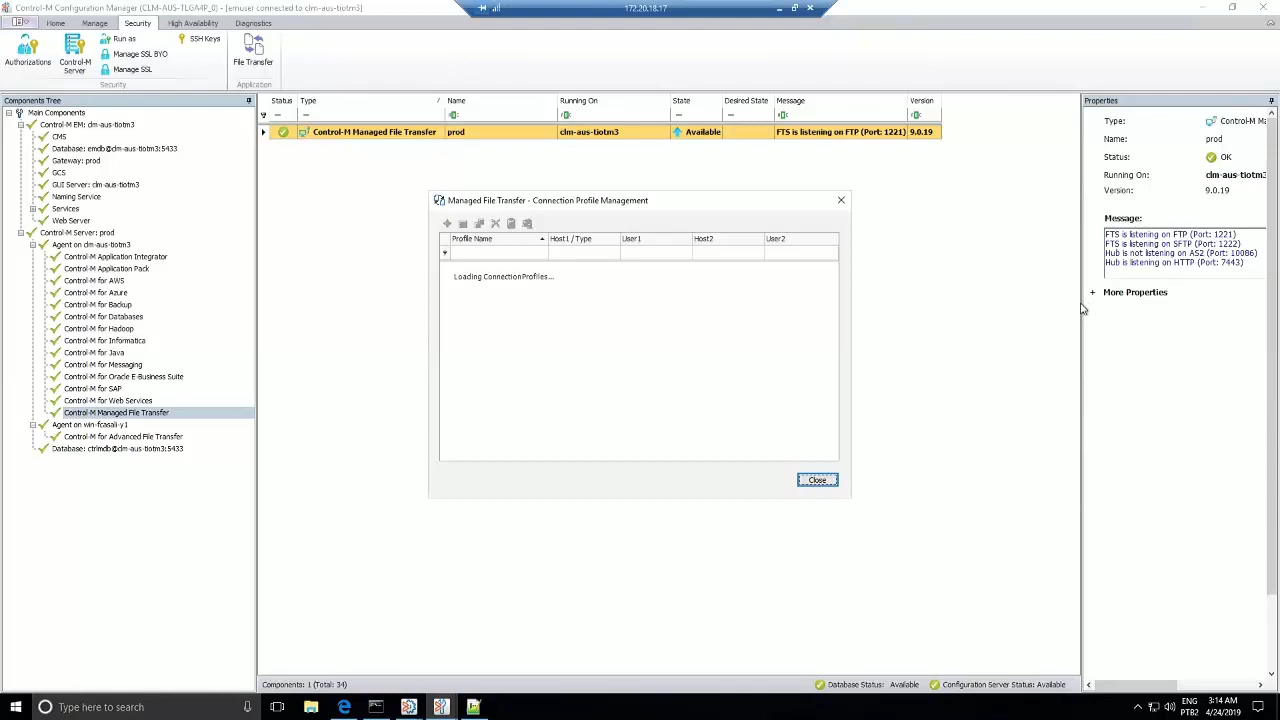 Control-M Configuration Manager (CLM-AUS-TLGA4P_0) - [emuser connected to clm-aus-tiotm3]
172.20.18.17
Home
Manage
Security
High Availability
Diagnostics
Authorizations
Control-M
Server
Run as
Manage SSL BYO
Manage SSL
SSH Keys
Security
File Transfer
Application
Components Tree
Main Components
Control-M EM: clm-aus-tiotm3
CMS
Database: emdb@clm-aus-tiotm3:5433
Gateway: prod
GCS
GUI Server: clm-aus-tiotm3
Naming Service
Services
Web Server
Control-M Server: prod
Agent on clm-aus-tiotm3
Control-M Application Integrator
Control-M Application Pack
Control-M for AWS
Control-M for Azure
Control-M for Backup
Control-M for Databases
Control-M for Hadoop
Control-M for Informatica
Control-M for Java
Control-M for Messaging
Control-M for Oracle E-Business Suite
Control-M for SAP
Control-M for Web Services
Control-M Managed File Transfer
Agent on win-fcasali-y1
Control-M for Advanced File Transfer
Database: ctrlmdb@clm-aus-tiotm3:5433
Status Type Name Running On State Desired State Message Version
Control-M Managed File Transfer prod clm-aus-tiotm3 Available FTS is listening on FTP (Port: 1221) 9.0.19
Managed File Transfer - Connection Profile Management
Profile Name Host1 / Type User1 Host2 User2
Loading ConnectionProfiles...
Close
Properties
Type: Control-M Ma
Name: prod
Status: OK
Running On: clm-aus-tiotm3
Version: 9.0.19
Message:
FTS is listening on FTP (Port: 1221)
FTS is listening on SFTP (Port: 1222)
Hub is not listening on AS2 (Port: 10086)
Hub is listening on HTTP (Port: 7443)
+ More Properties
Components: 1 (Total: 34)
Database Status: Available
Configuration Server Status: Available
Type here to search
ENG
PTB2
3:14 AM
4/24/2019